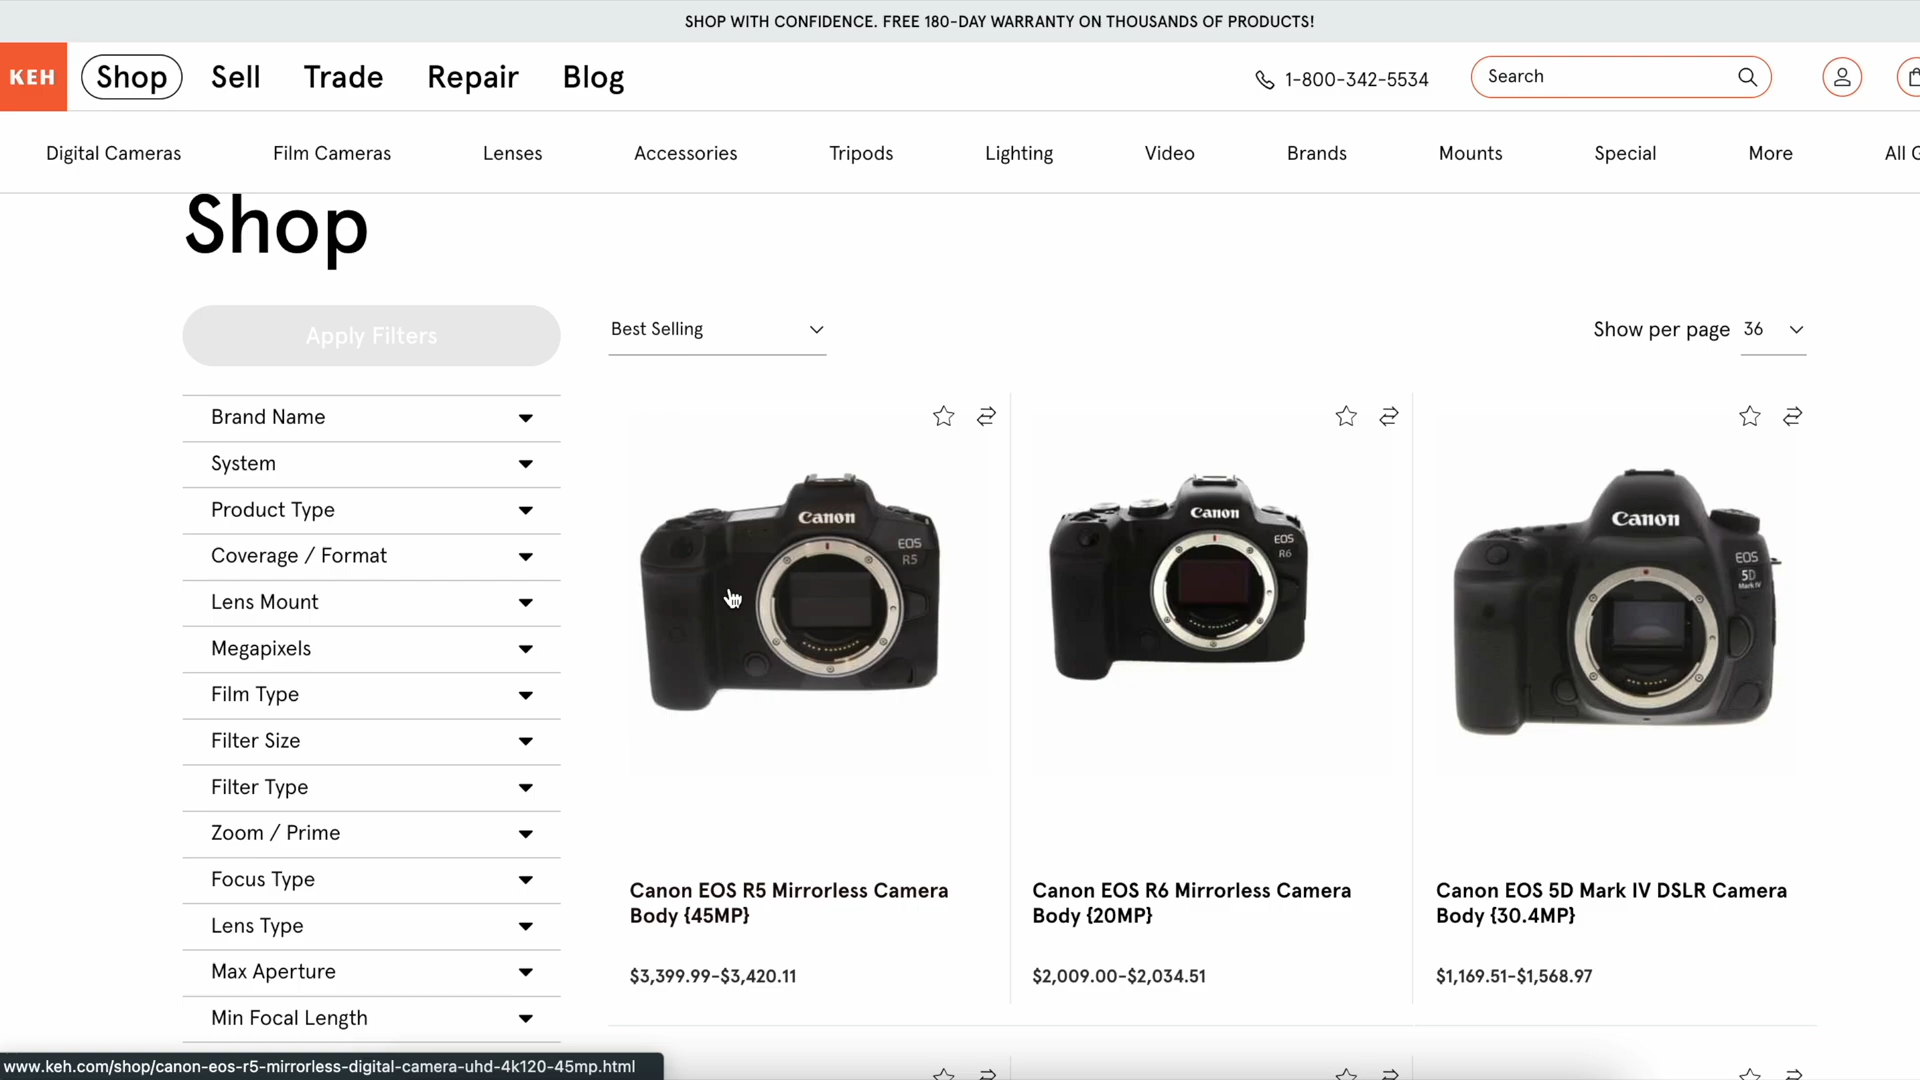 SHOP WITH CONFIDENCE. FREE 180-DAY WARRANTY ON THOUSANDS OF PRODUCTS!
KEH
Shop
Sell
Trade
Repair
Blog
1-800-342-5534
Search
Digital Cameras
Film Cameras
Lenses
Accessories
Tripods
Lighting
Video
Brands
Mounts
Special
More
All
Shop
Apply Filters
Best Selling
Show per page 36
Brand Name
System
Product Type
Coverage / Format
Lens Mount
Megapixels
Film Type
Filter Size
Filter Type
Zoom / Prime
Focus Type
Lens Type
Max Aperture
Min Focal Length
Canon
EOS
R5
Canon EOS R5 Mirrorless Camera
Body {45MP}
$3,399.99-$3,420.11
Canon
EOS
R6
Canon EOS R6 Mirrorless Camera
Body {20MP}
$2,009.00-$2,034.51
Canon
EOS
5D
Mark IV
Canon EOS 5D Mark IV DSLR Camera
Body {30.4MP}
$1,169.51-$1,568.97
www.keh.com/shop/canon-eos-r5-mirrorless-digital-camera-uhd-4k120-45mp.html